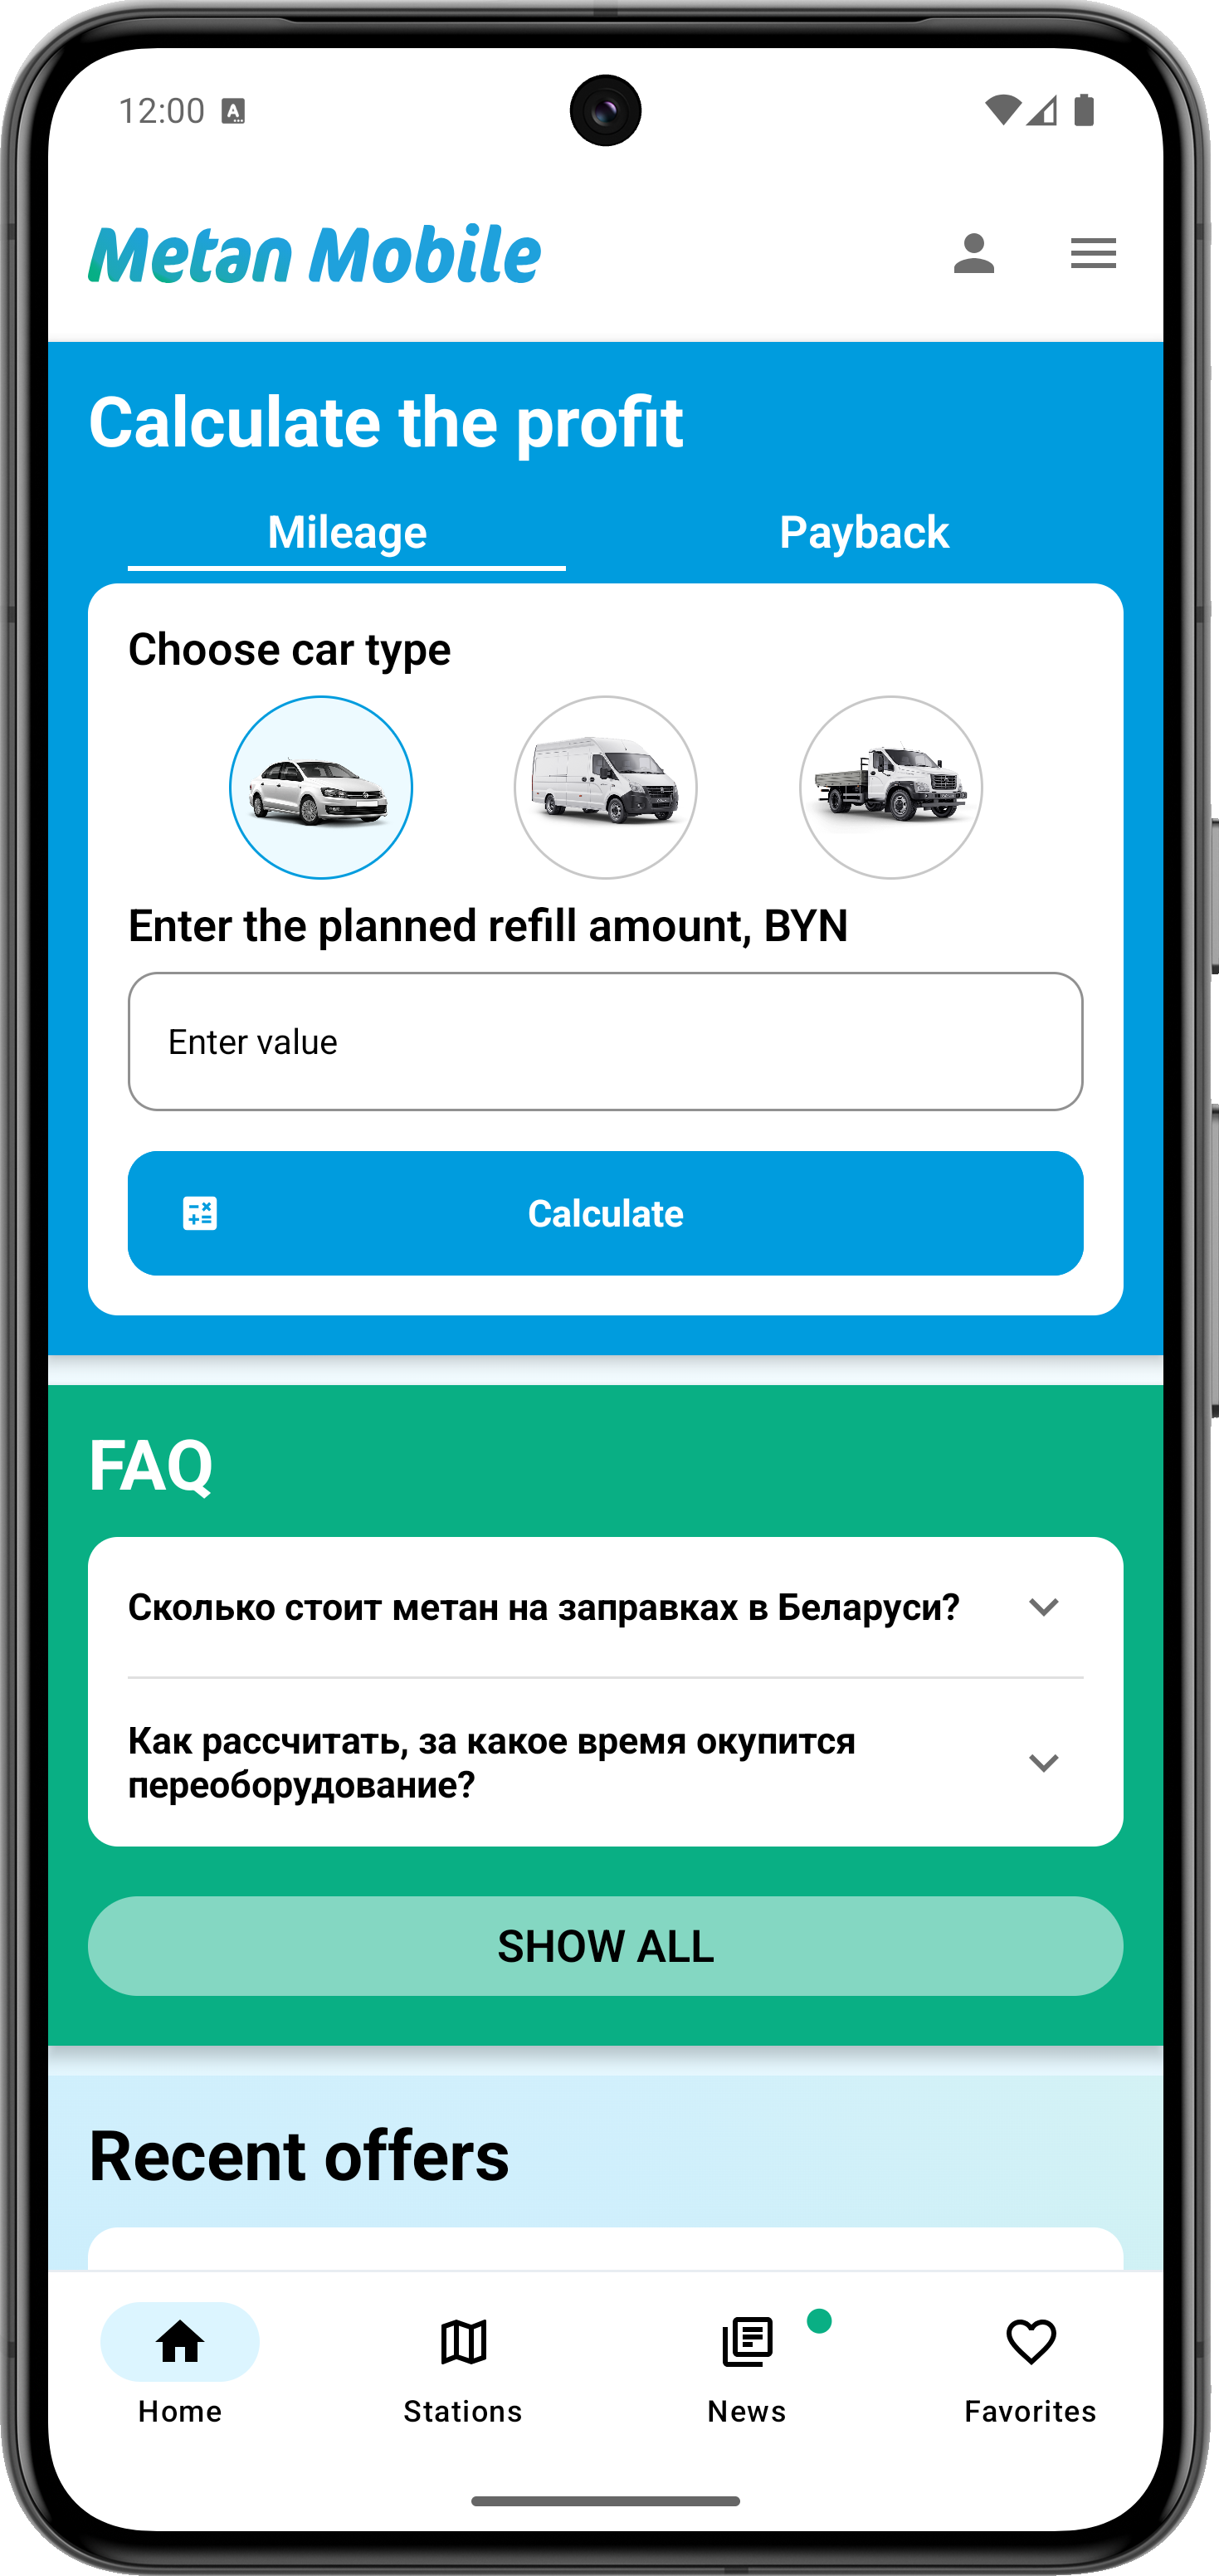 12:00
Metan Mobile
Calculate the profit
Mileage
Payback
Choose car type
Enter the planned refill amount, BYN
Enter value
Calculate
FAQ
Сколько стоит метан на заправках в Беларуси?
Как рассчитать, за какое время окупится
переоборудование?
SHOW ALL
Recent offers
Home
Stations
News
Favorites